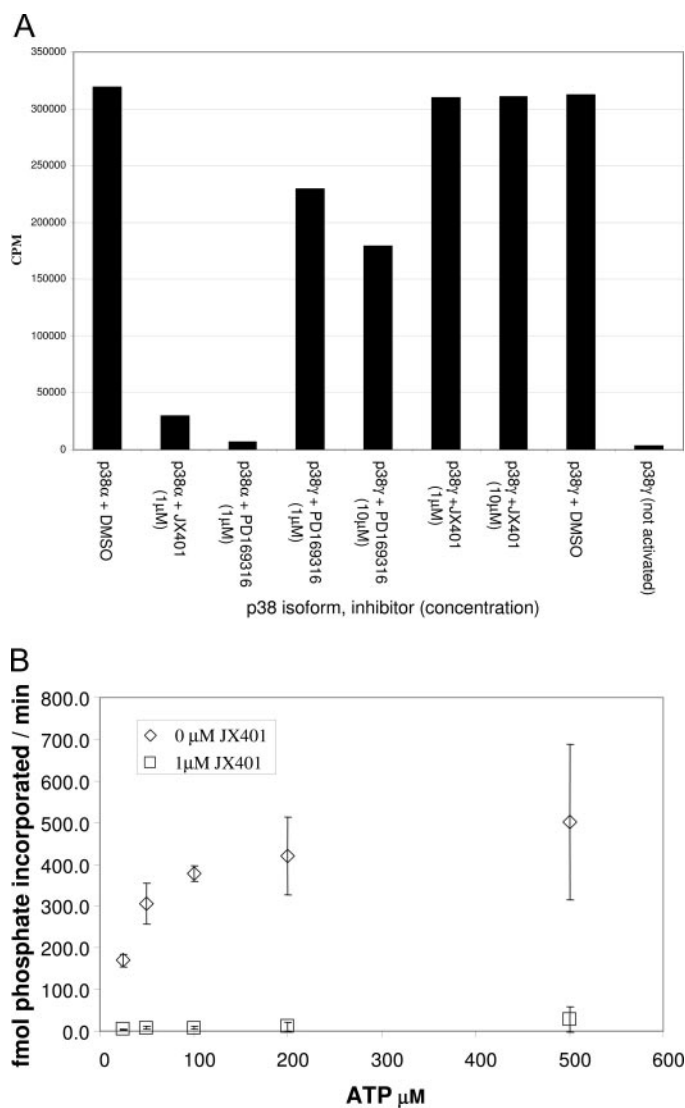 A
350000
300000
250000
200000
150000
100000
50000
0
CPM
p38α + DMSO
p38α + JX401
(1μM)
p38α + PD169316
(1μM)
p38γ + PD169316
(1μM)
p38γ + PD169316
(10μM)
p38γ +JX401
(1μM)
p38γ +JX401
(10μM)
p38γ + DMSO
p38γ (not activated)
p38 isoform, inhibitor (concentration)
B
fmol phosphate incorporated / min
800.0
700.0
600.0
500.0
400.0
300.0
200.0
100.0
0.0
0 μM JX401
1μM JX401
0 100 200 300 400 500 600
ATP μM